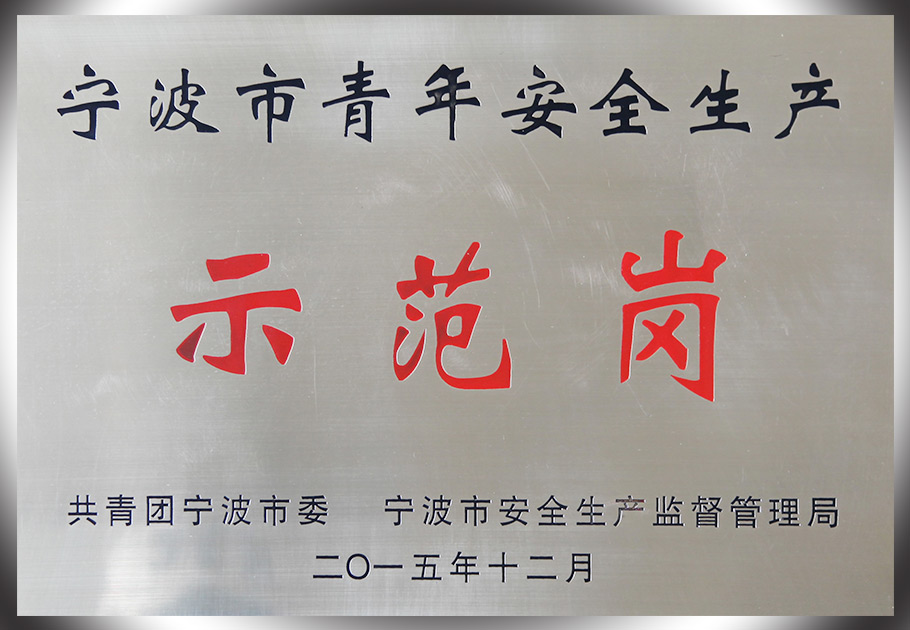 宁波市青年安全生产
示范岗
共青团宁波市委 宁波市安全生产监督管理局
二〇一五年十二月